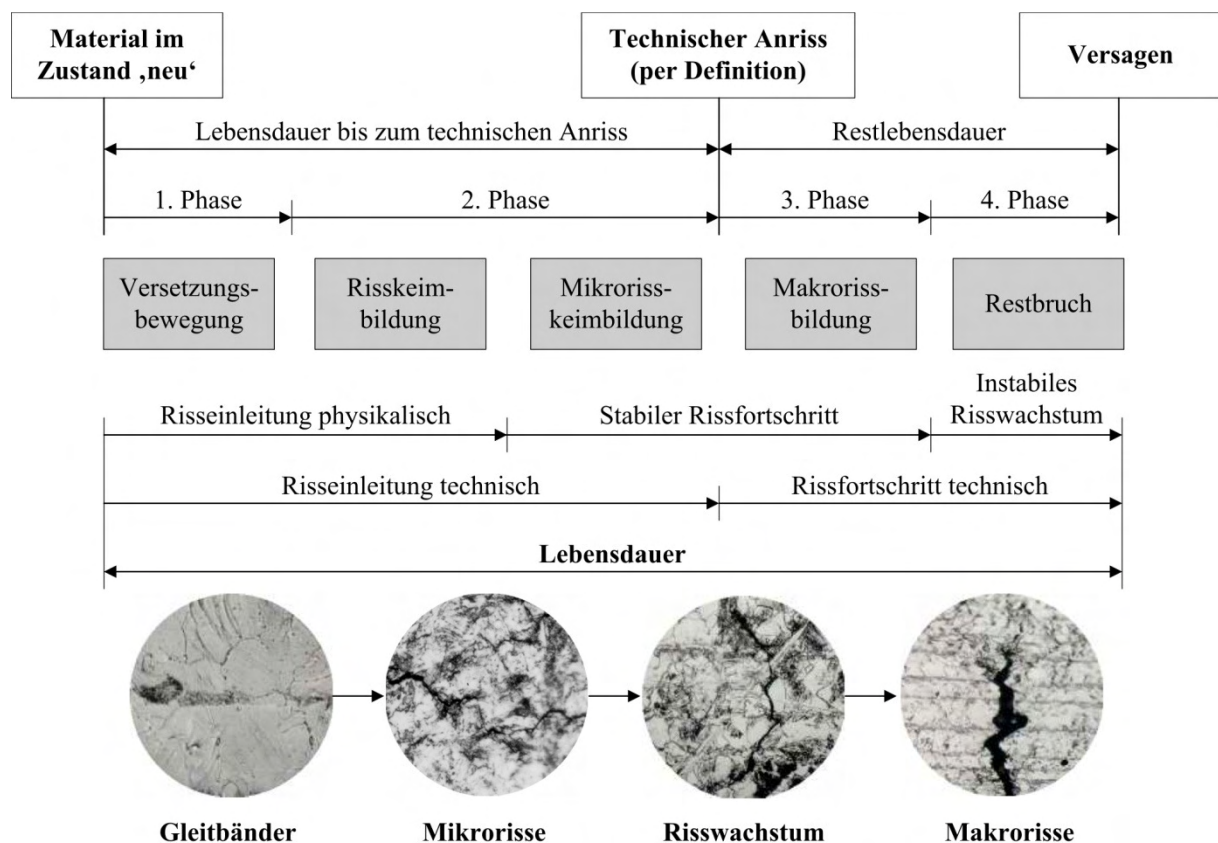 Material im
Zustand ‚neu‘
Technischer Anriss
(per Definition)
Versagen
Lebensdauer bis zum technischen Anriss
Restlebensdauer
1. Phase
2. Phase
3. Phase
4. Phase
Versetzungs-
bewegung
Risskeim-
bildung
Mikroriss-
keimbildung
Makroriss-
bildung
Restbruch
Risseinleitung physikalisch
Stabiler Rissfortschritt
Instabiles
Risswachstum
Risseinleitung technisch
Rissfortschritt technisch
Lebensdauer
Gleitbänder
Mikrorisse
Risswachstum
Makrorisse